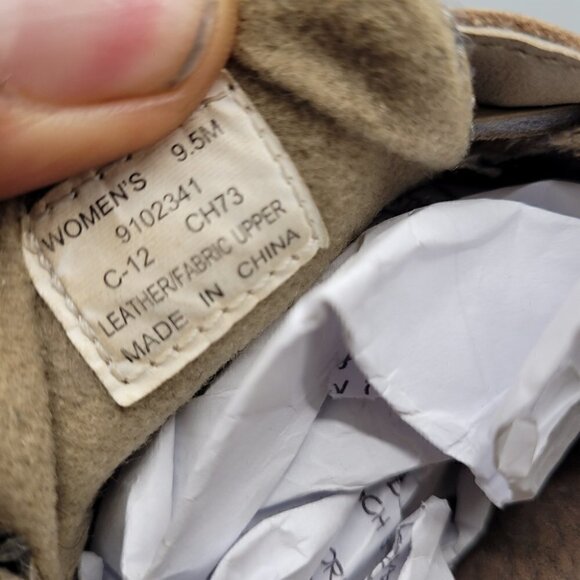 WOMEN'S 9.5M
9102341
C-12 CH73
LEATHER/FABRIC UPPER
MADE IN CHINA